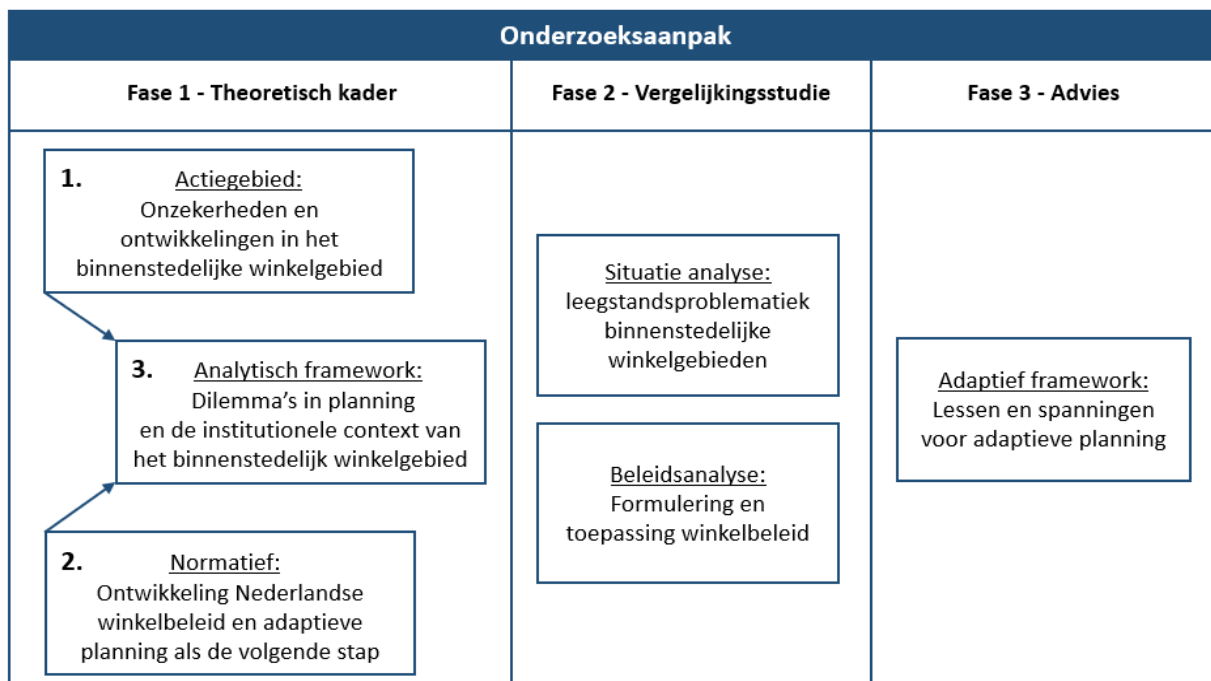 Onderzoeksaanpak
Fase 1 - Theoretisch kader
Fase 2 - Vergelijkingsstudie
Fase 3 - Advies
1. Actiegebied:
Onzekerheden en
ontwikkelingen in het
binnenstedelijke winkelgebied
3. Analytisch framework:
Dilemma's in planning
en de institutionele context van
het binnenstedelijk winkelgebied
2. Normatief:
Ontwikkeling Nederlandse
winkelbeleid en adaptieve
planning als de volgende stap
Situatie analyse:
leegstandsproblematiek
binnenstedelijke
winkelgebieden
Beleidsanalyse:
Formulering en
toepassing winkelbeleid
Adaptief framework:
Lessen en spanningen
voor adaptieve planning